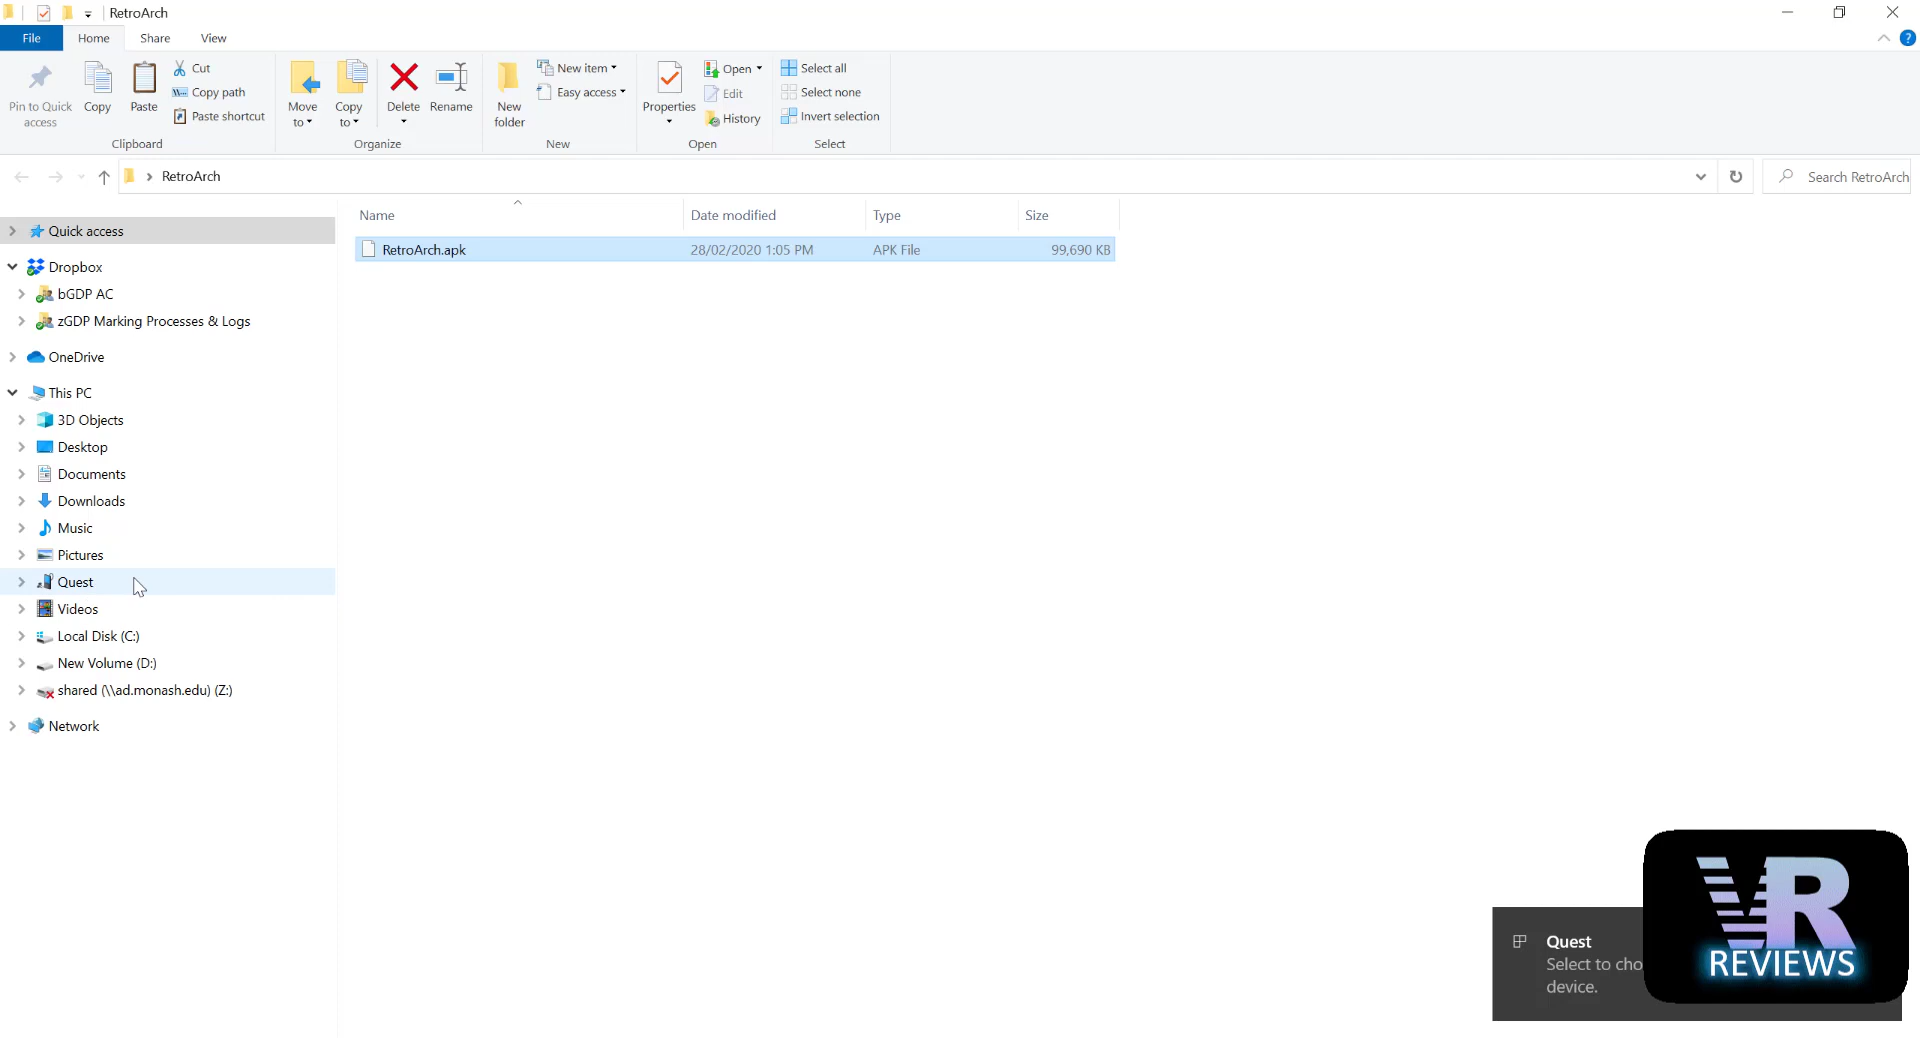 RetroArch
File
Home
Share
View
Pin to Quick
access
Copy
Paste
Cut
Copy path
Paste shortcut
Clipboard
Move
to
Copy
to
Delete
Rename
Organize
New
folder
New item
Easy access
New
Properties
Open
Edit
History
Open
Select all
Select none
Invert selection
Select
RetroArch
Search RetroArch
Name
Date modified
Type
Size
RetroArch.apk
28/02/2020 1:05 PM
APK File
99,690 KB
Quick access
Dropbox
bGDP AC
zGDP Marking Processes & Logs
OneDrive
This PC
3D Objects
Desktop
Documents
Downloads
Music
Pictures
Quest
Videos
Local Disk (C:)
New Volume (D:)
shared (\\ad.monash.edu) (Z:)
Network
Quest
Select to cho
device.
VR
REVIEWS